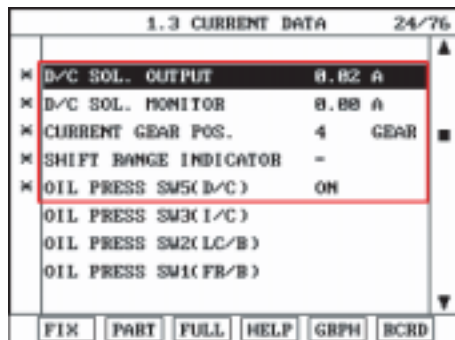 1.3 CURRENT DATA 24/76
× D/C SOL. OUTPUT 0.02 A
× D/C SOL. MONITOR 0.00 A
× CURRENT GEAR POS. 4 GEAR
× SHIFT RANGE INDICATOR -
× OIL PRESS SW5(D/C) ON
OIL PRESS SW3(I/C)
OIL PRESS SW2(LC/B)
OIL PRESS SW1(FR/B)
FIX PART FULL HELP GRPH RCRD